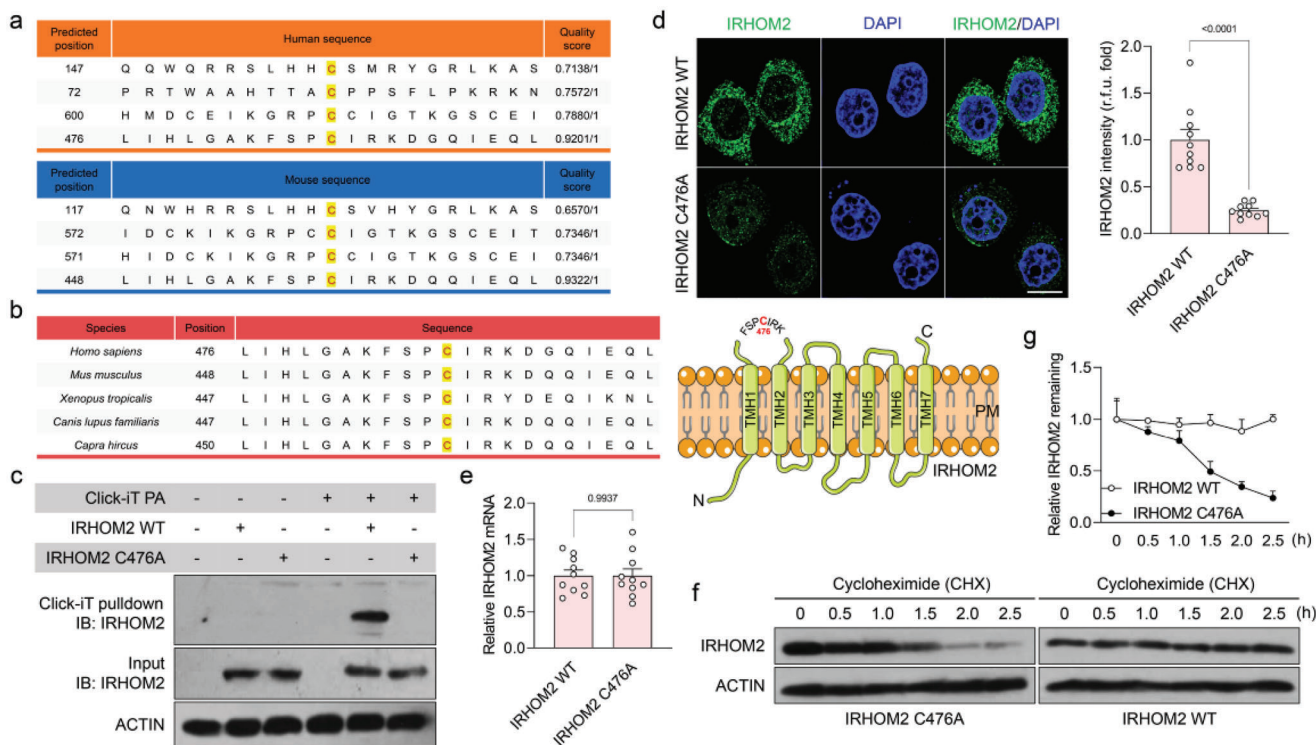 a
Predicted position Human sequence Quality score
147 Q Q W Q R R S L H H C S M R Y G R L K A S 0.7138/1
72 P R T W A A H T T A C P P S F L P K R K N 0.7572/1
600 H M D C E I K G R P C C I G T K G S C E I 0.7880/1
476 L I H L G A K F S P C I R K D G Q I E Q L 0.9201/1
Predicted position Mouse sequence Quality score
117 Q N W H R R S L H H C S V H Y G R L K A S 0.6570/1
572 I D C K I K G R P C C I G T K G S C E I T 0.7346/1
571 H I D C K I K G R P C C I G T K G S C E I 0.7346/1
448 L I H L G A K F S P C I R K D Q Q I E Q L 0.9322/1
b
Species Position Sequence
Homo sapiens 476 L I H L G A K F S P C I R K D G Q I E Q L
Mus musculus 448 L I H L G A K F S P C I R K D Q Q I E Q L
Xenopus tropicalis 447 L I H L G A K F S P C I R Y D E Q I K N L
Canis lupus familiaris 447 L I H L G A K F S P C I R K D Q Q I E Q L
Capra hircus 450 L I H L G A K F S P C I R K D Q Q I E Q L
c
Click-iT PA - - - + + +
IRHOM2 WT - + - - + -
IRHOM2 C476A - - + - - +
Click-iT pulldown
IB: IRHOM2
Input
IB: IRHOM2
ACTIN
d
IRHOM2 DAPI IRHOM2/DAPI
IRHOM2 WT
IRHOM2 C476A
IRHOM2 intensity (r.f.u. fold)
2.0
1.5
1.0
0.5
0.0
<0.0001
IRHOM2 WT
IRHOM2 C476A
FSPCIRK
476
C
TMH1 TMH2 TMH3 TMH4 TMH5 TMH6 TMH7
PM
IRHOM2
N
e
Relative IRHOM2 mRNA
2.0
1.5
1.0
0.5
0.0
0.9937
IRHOM2 WT
IRHOM2 C476A
g
Relative IRHOM2 remaining
1.5
1.0
0.5
0.0
IRHOM2 WT
IRHOM2 C476A
0 0.5 1.0 1.5 2.0 2.5 (h)
f
Cycloheximide (CHX) Cycloheximide (CHX)
0 0.5 1.0 1.5 2.0 2.5 0 0.5 1.0 1.5 2.0 2.5 (h)
IRHOM2
ACTIN
IRHOM2 C476A IRHOM2 WT